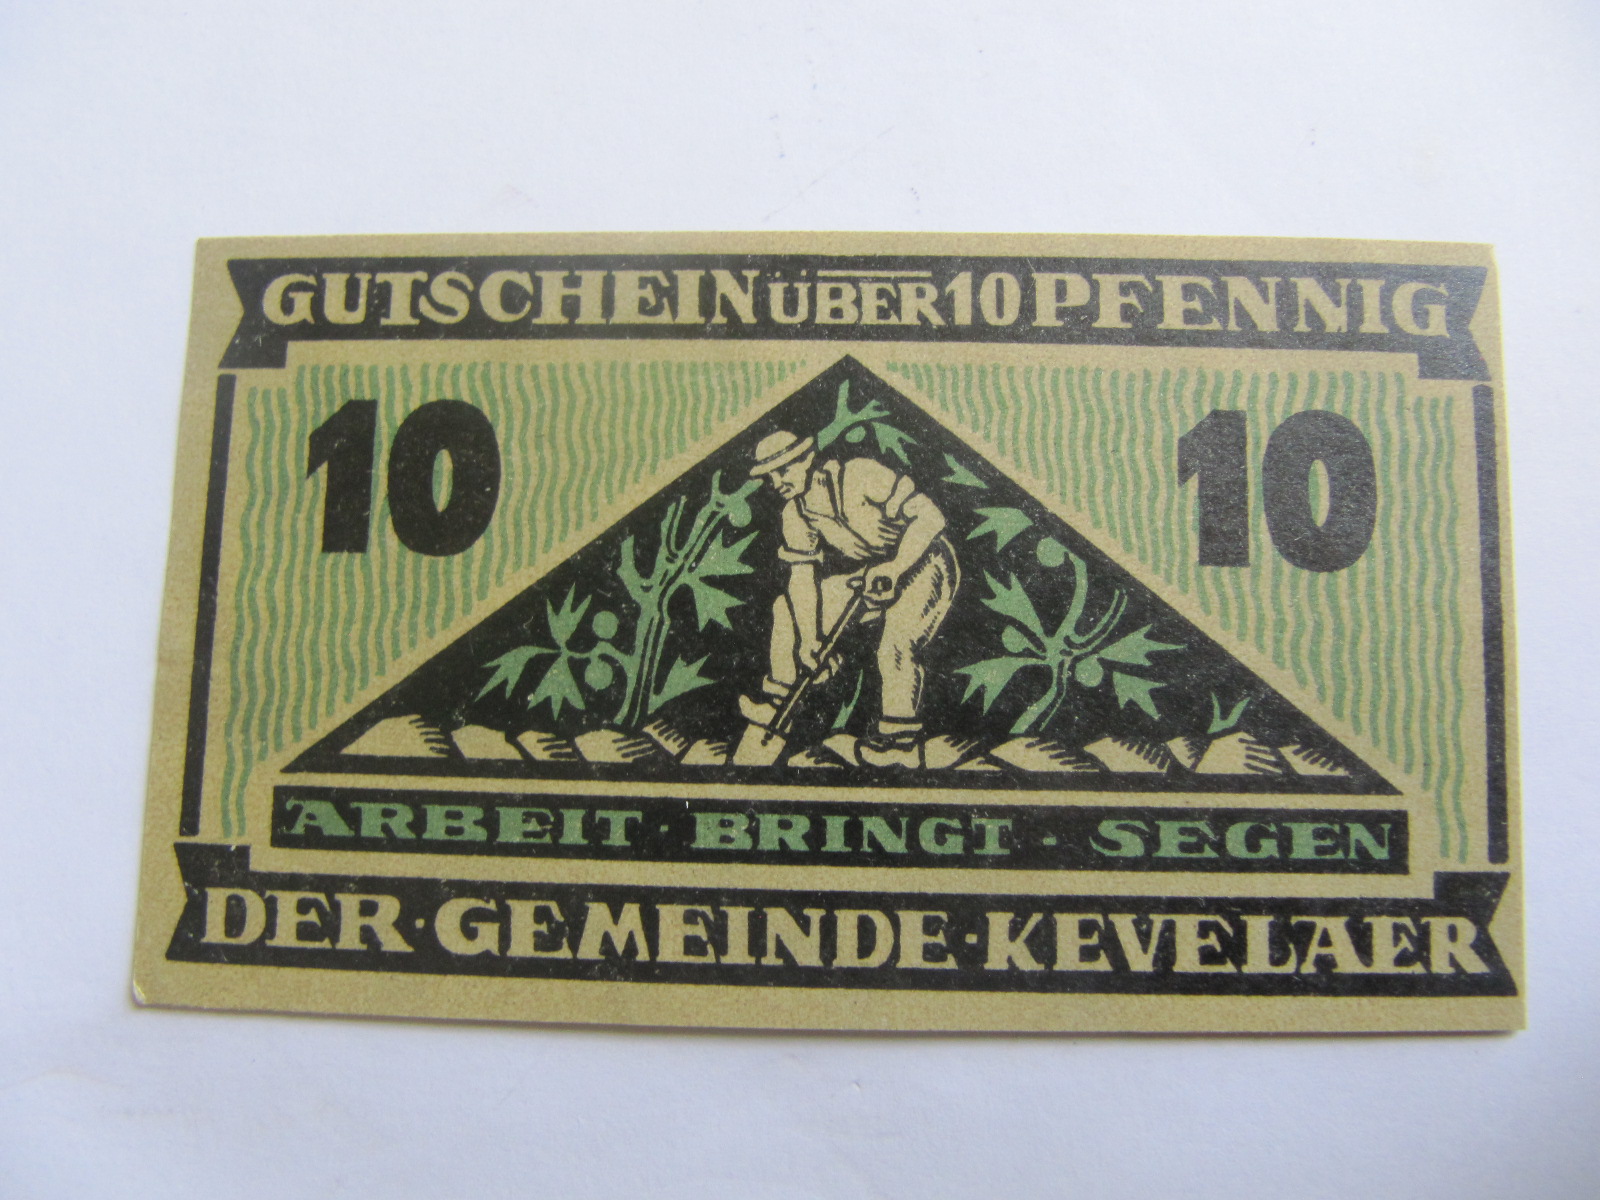 GUTSCHEIN ÜBER 10 PFENNIG
10 10
ARBEIT · BRINGT · SEGEN
DER · GEMEINDE · KEVELAER